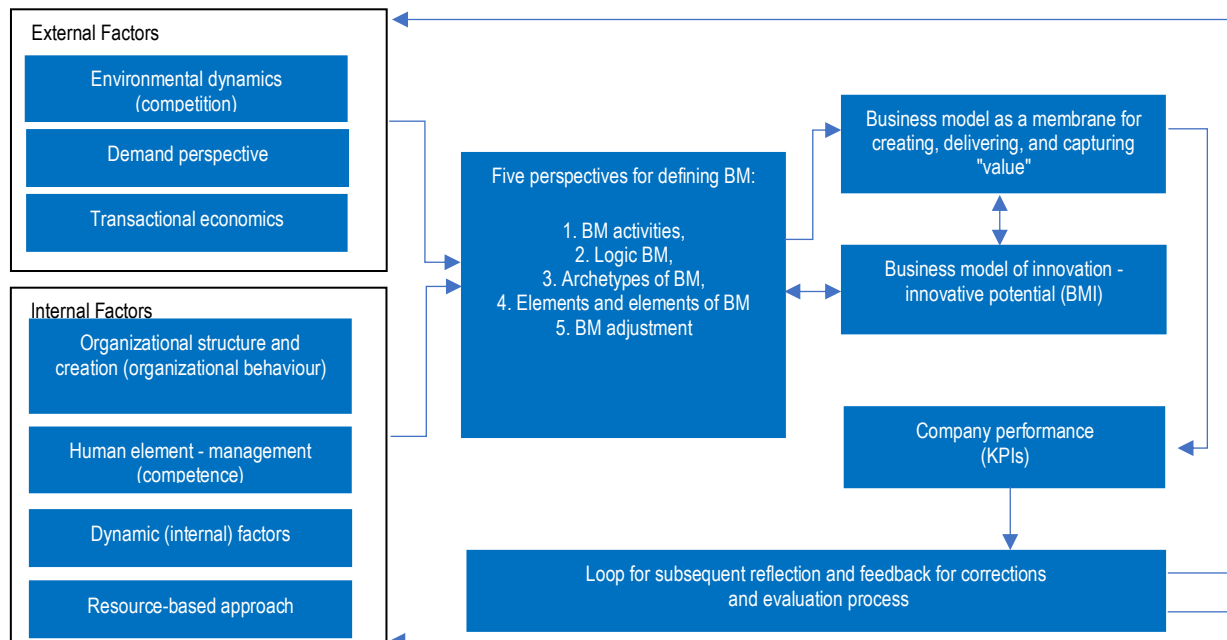 External Factors
Environmental dynamics
(competition)
Demand perspective
Transactional economics
Internal Factors
Organizational structure and
creation (organizational behaviour)
Human element - management
(competence)
Dynamic (internal) factors
Resource-based approach
Five perspectives for defining BM:
1. BM activities,
2. Logic BM,
3. Archetypes of BM,
4. Elements and elements of BM
5. BM adjustment
Business model as a membrane for
creating, delivering, and capturing
"value"
Business model of innovation -
innovative potential (BMI)
Company performance
(KPIs)
Loop for subsequent reflection and feedback for corrections
and evaluation process